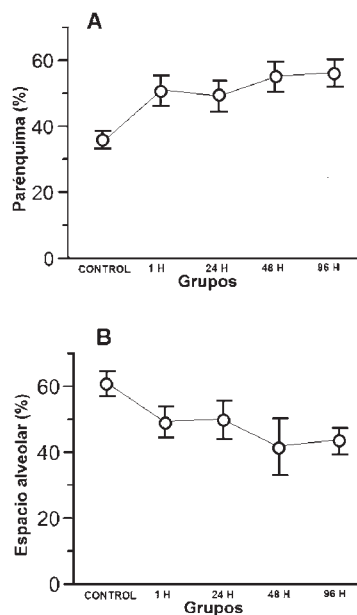 A
Parénquima (%)
60
40
20
0
CONTROL 1 H 24 H 48 H 96 H
Grupos
B
Espacio alveolar (%)
60
40
20
0
CONTROL 1 H 24 H 48 H 96 H
Grupos